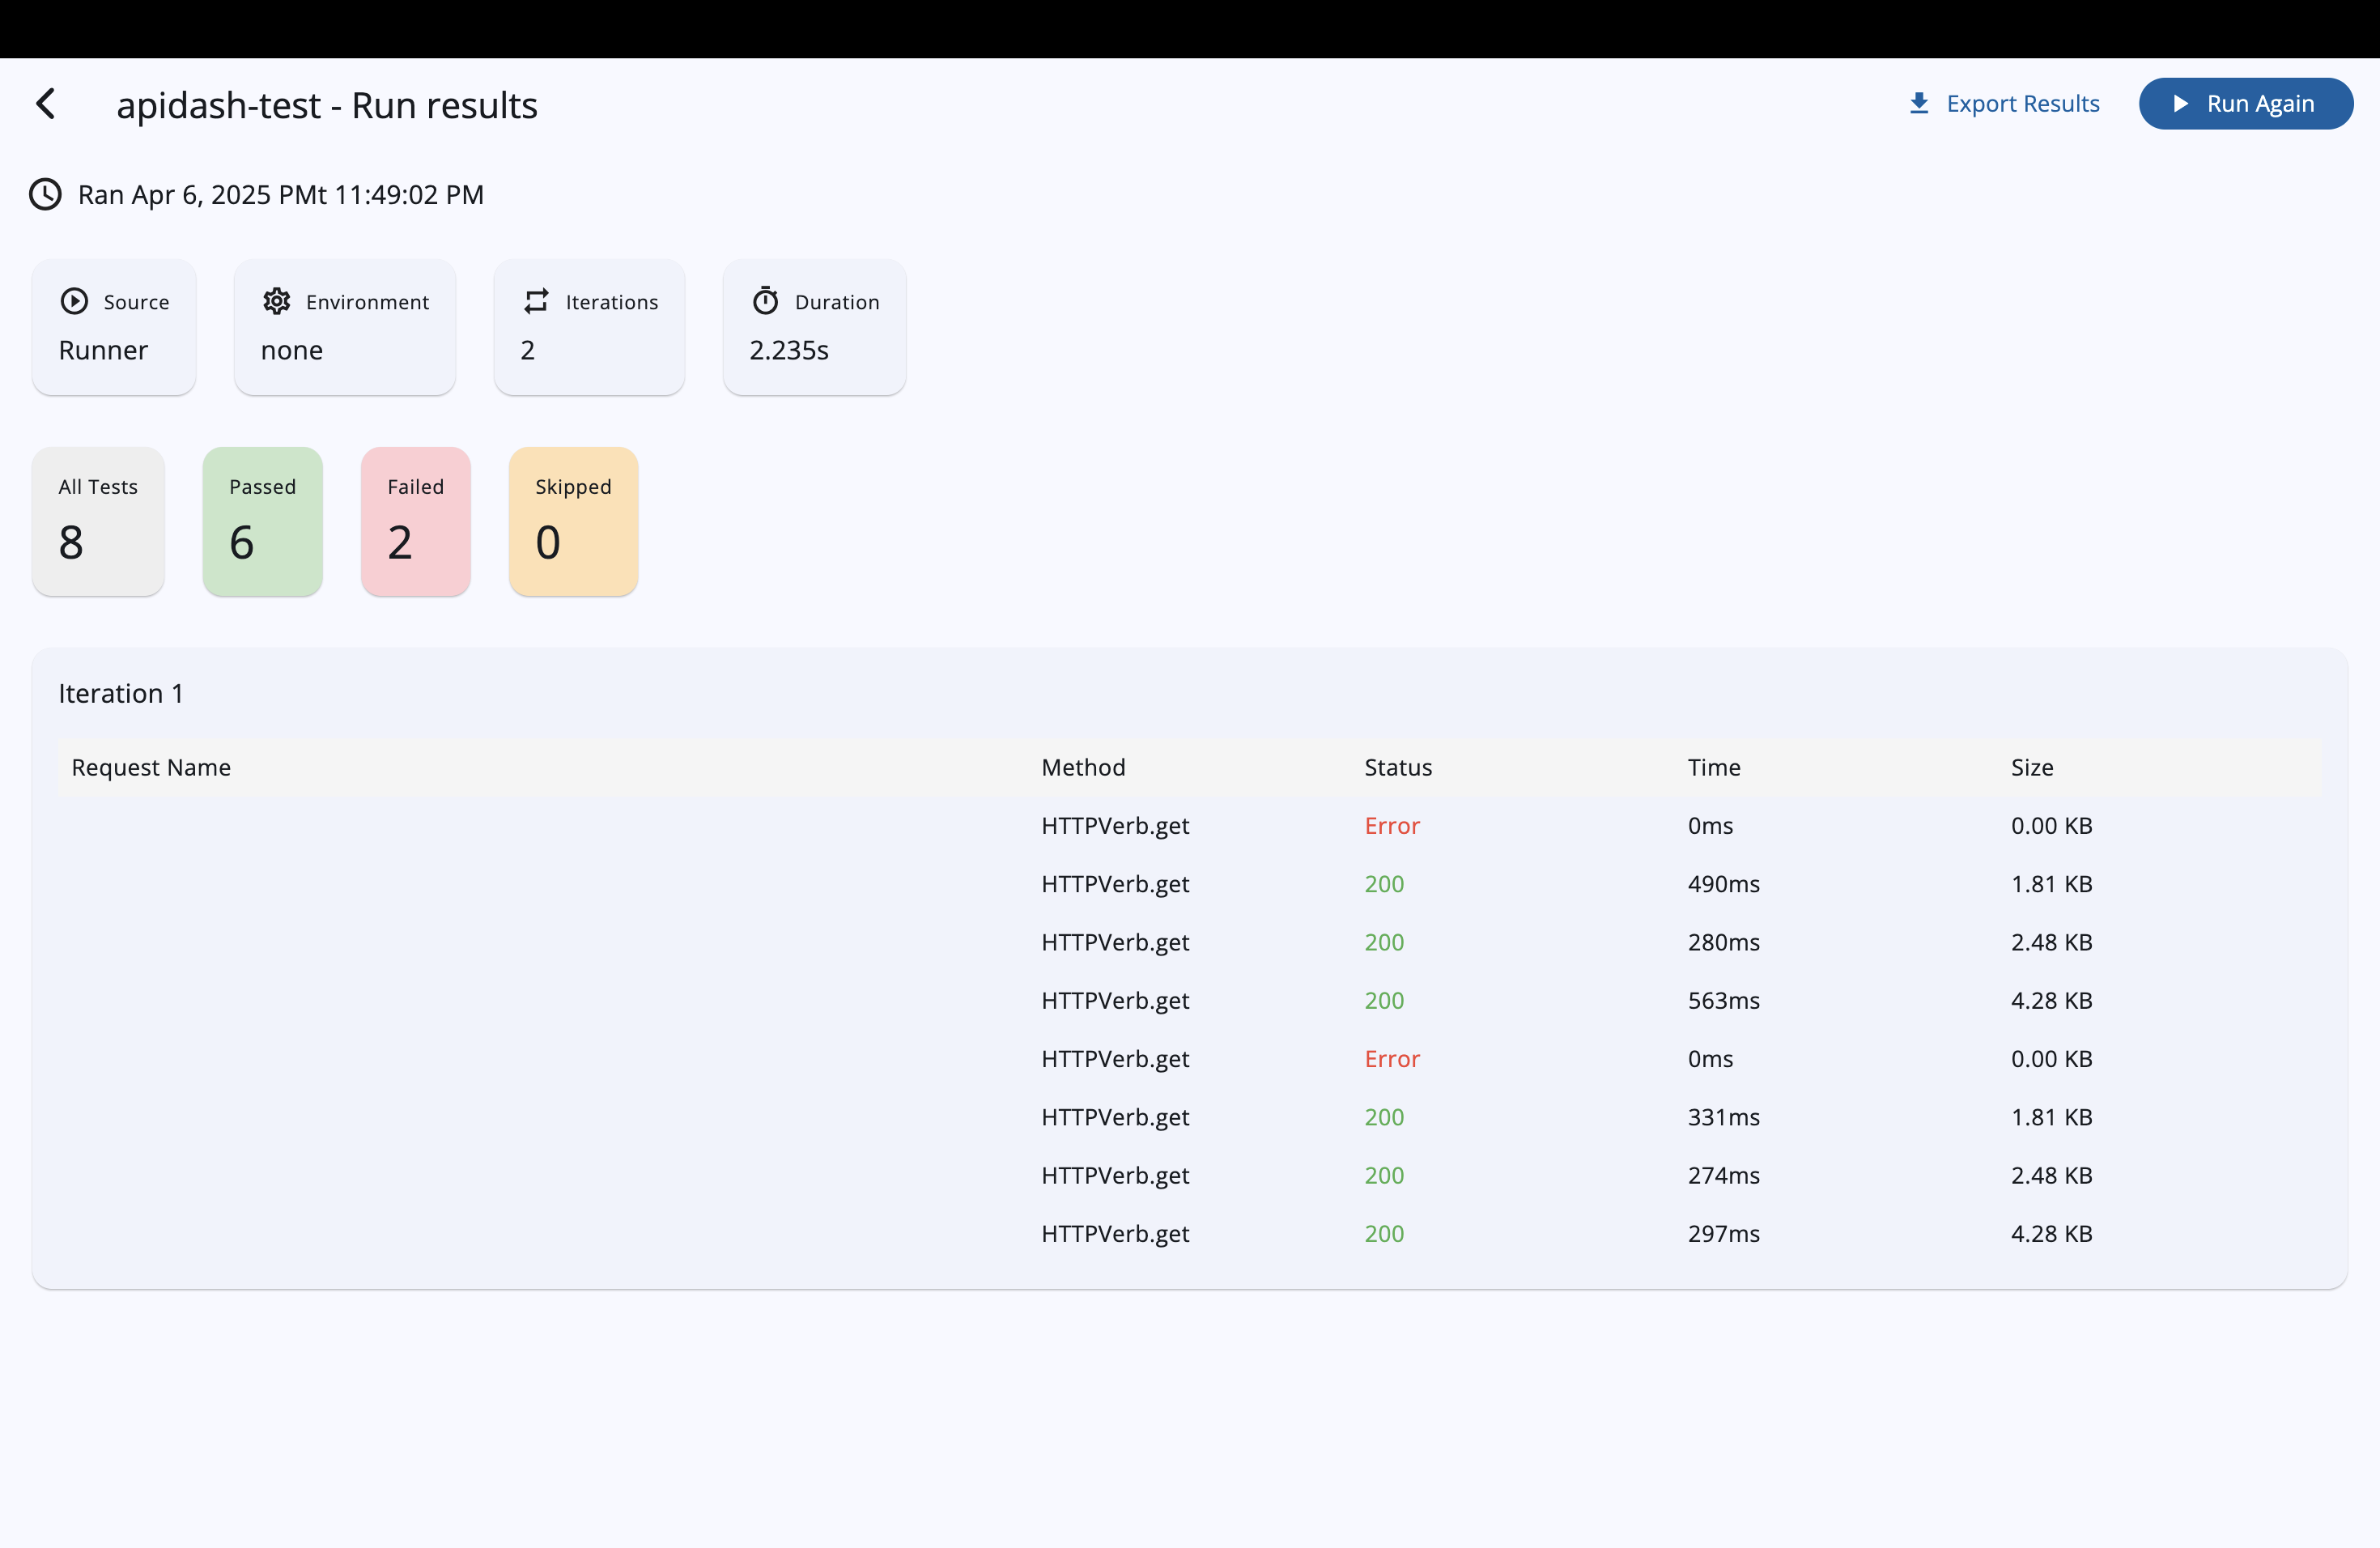 apidash-test - Run results
Export Results
Run Again
Ran Apr 6, 2025 PMt 11:49:02 PM
Source Environment Iterations Duration
Runner none 2 2.235s
All Tests Passed Failed Skipped
8 6 2 0
Iteration 1
Request Name Method Status Time Size
HTTPVerb.get Error 0ms 0.00 KB
HTTPVerb.get 200 490ms 1.81 KB
HTTPVerb.get 200 280ms 2.48 KB
HTTPVerb.get 200 563ms 4.28 KB
HTTPVerb.get Error 0ms 0.00 KB
HTTPVerb.get 200 331ms 1.81 KB
HTTPVerb.get 200 274ms 2.48 KB
HTTPVerb.get 200 297ms 4.28 KB